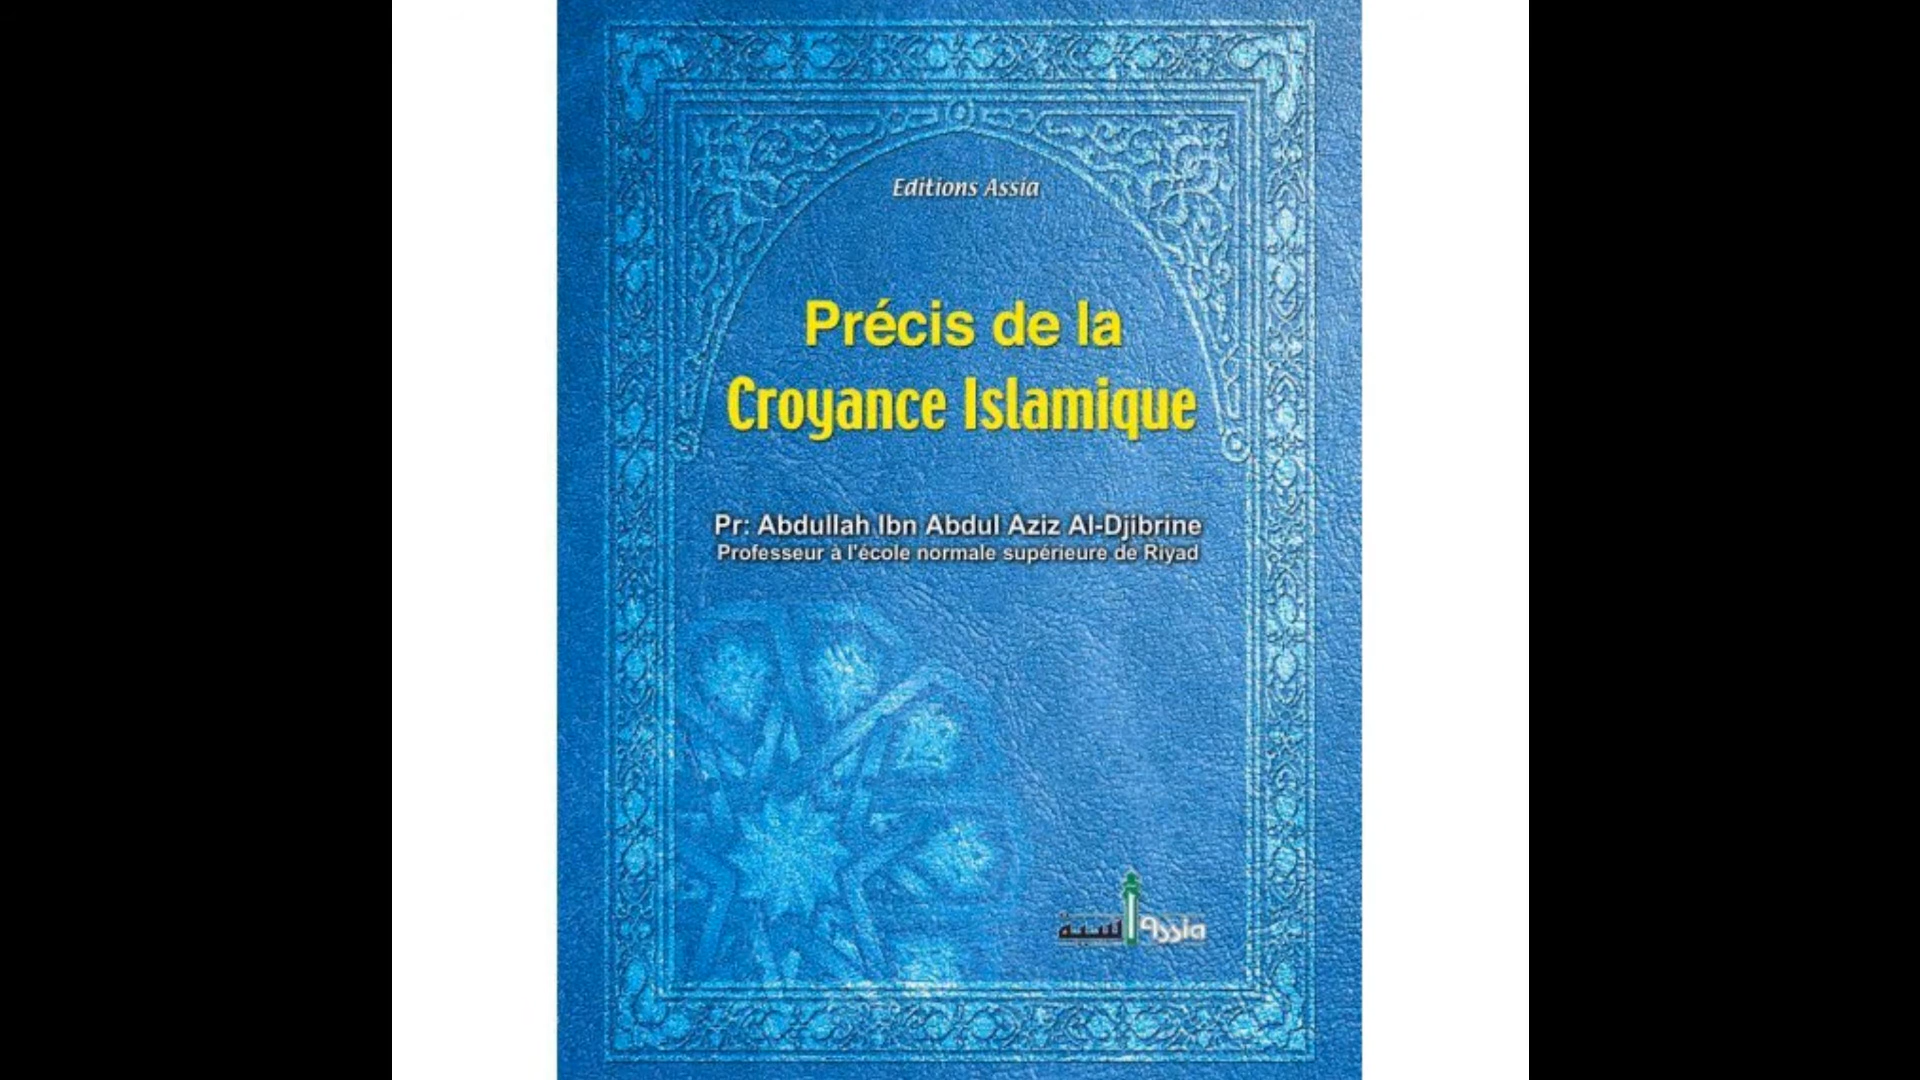 Editions Assia
Précis de la
Croyance Islamique
Pr: Abdullah Ibn Abdul Aziz Al-Djibrine
Professeur à l'école normale supérieure de Riyad
آسية assia